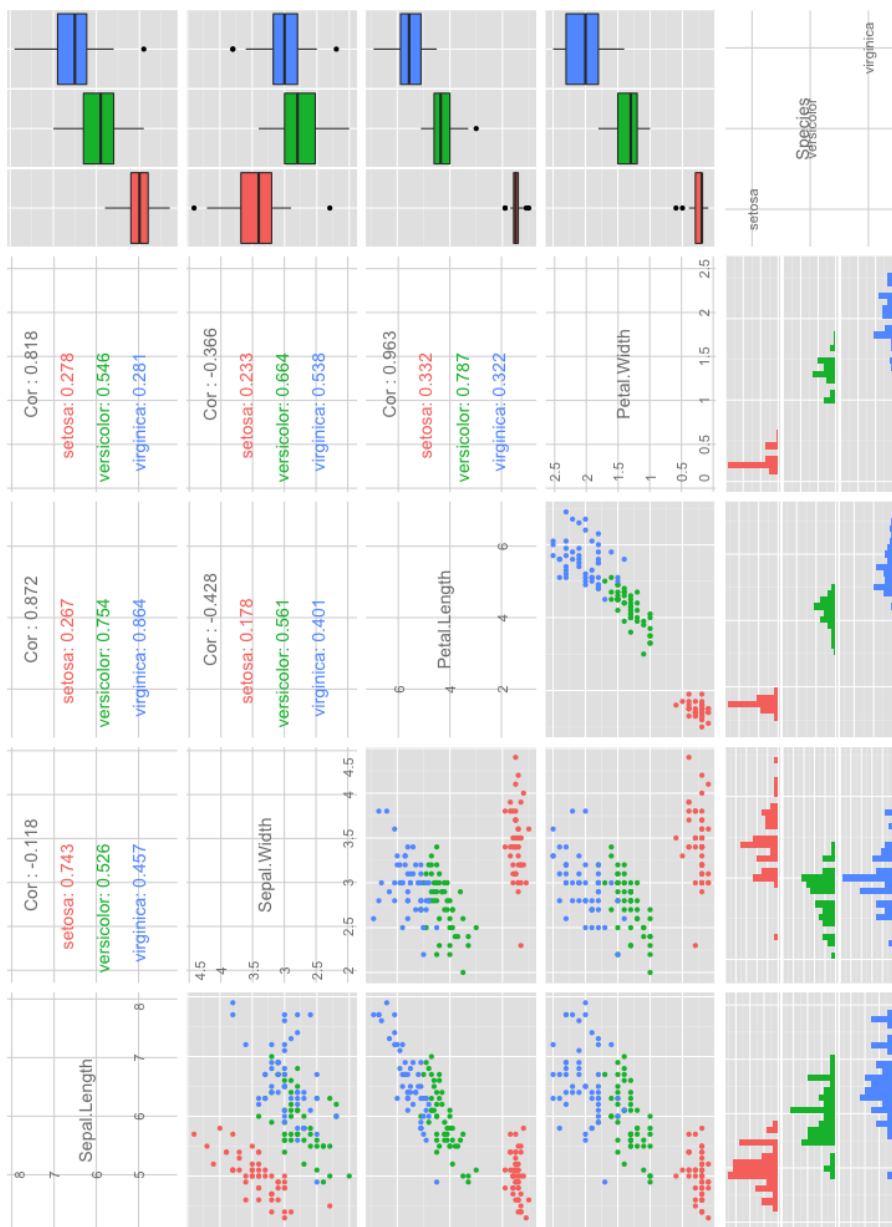 8
7
6
5
Sepal.Length
5
6
7
8
Cor : -0.118
setosa: 0.743
versicolor: 0.526
virginica: 0.457
Cor : 0.872
setosa: 0.267
versicolor: 0.754
virginica: 0.864
Cor : 0.818
setosa: 0.278
versicolor: 0.546
virginica: 0.281
4.5
4
3.5
3
2.5
Sepal.Width
2
2.5
3
3.5
4
4.5
Cor : -0.428
setosa: 0.178
versicolor: 0.561
virginica: 0.401
Cor : -0.366
setosa: 0.233
versicolor: 0.664
virginica: 0.538
6
4
2
Petal.Length
2
4
6
Cor : 0.963
setosa: 0.332
versicolor: 0.787
virginica: 0.322
2.5
2
1.5
1
0.5
Petal.Width
0
0.5
1
1.5
2
2.5
setosa
Species
versicolor
virginica